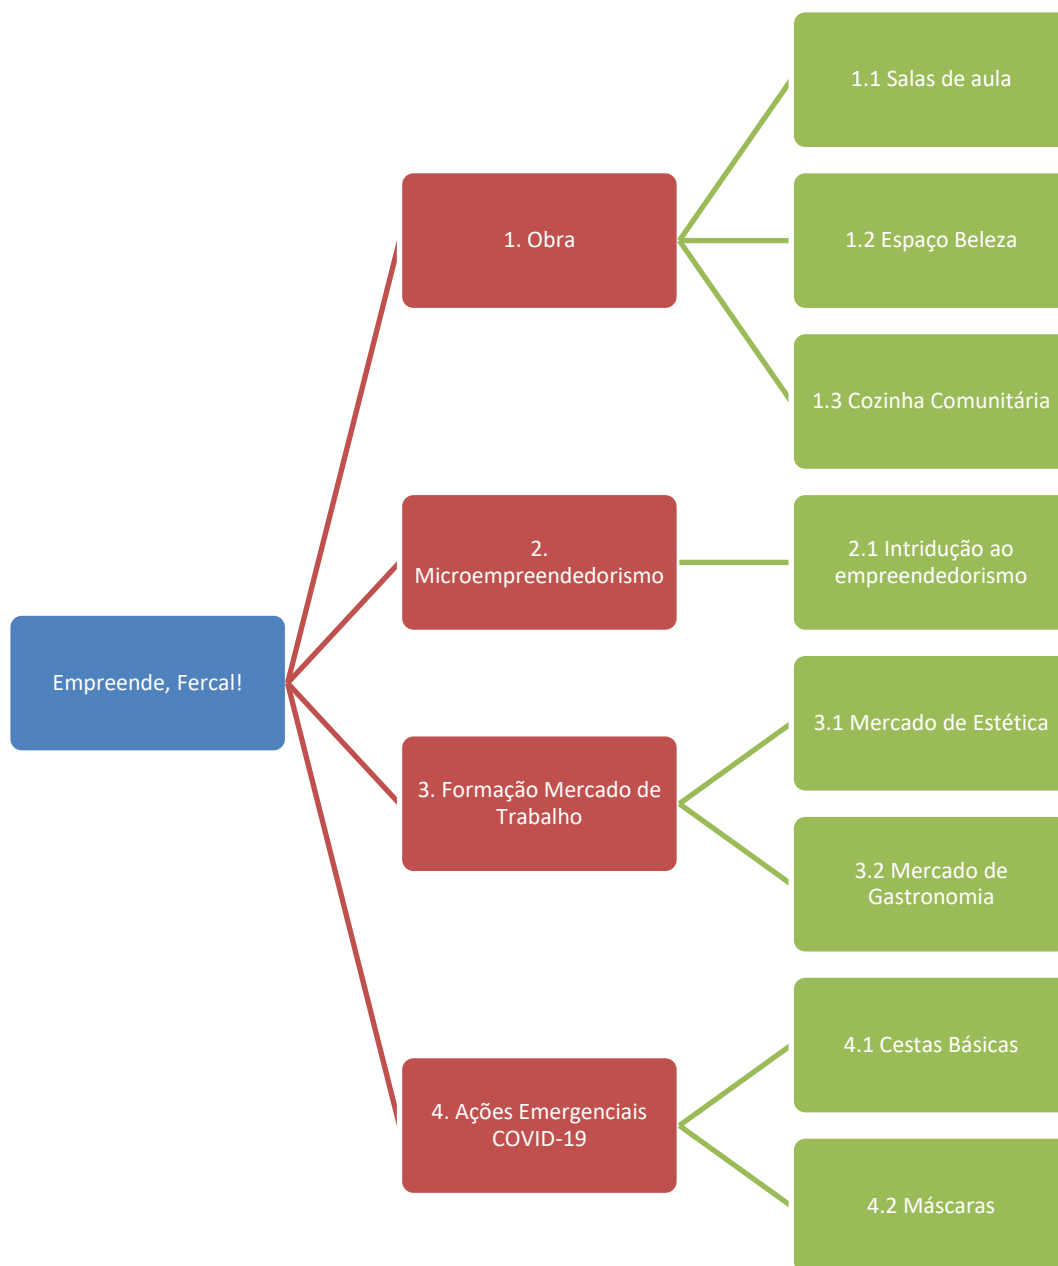 1.1 Salas de aula
1. Obra
1.2 Espaço Beleza
1.3 Cozinha Comunitária
2.
Microempreendedorismo
2.1 Intridução ao
empreendedorismo
Empreende, Fercal!
3.1 Mercado de Estética
3. Formação Mercado de
Trabalho
3.2 Mercado de
Gastronomia
4.1 Cestas Básicas
4. Ações Emergenciais
COVID-19
4.2 Máscaras